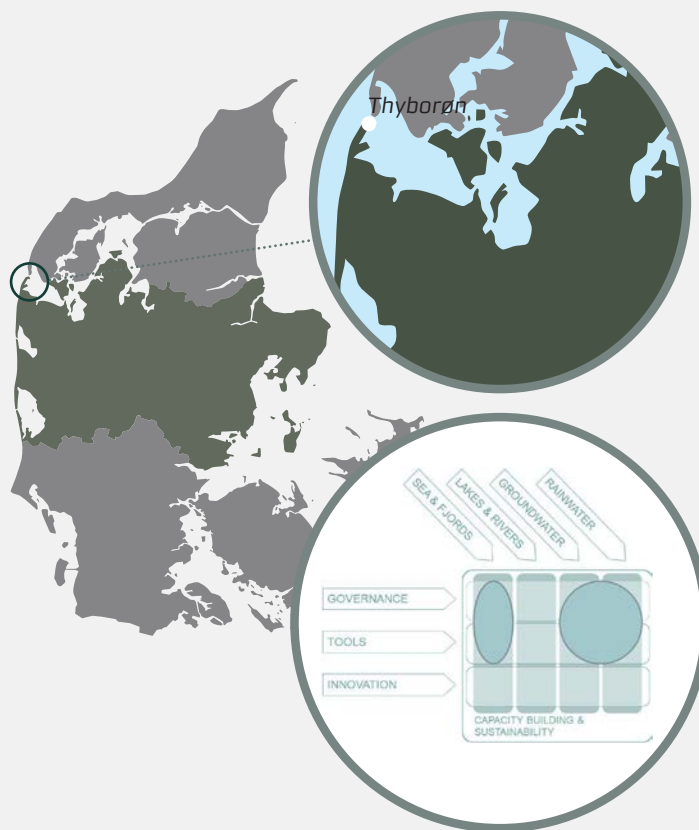 Thyborøn
SEA & FJORDS
LAKES & RIVERS
GROUNDWATER
RAINWATER
GOVERNANCE
TOOLS
INNOVATION
CAPACITY BUILDING &
SUSTAINABILITY